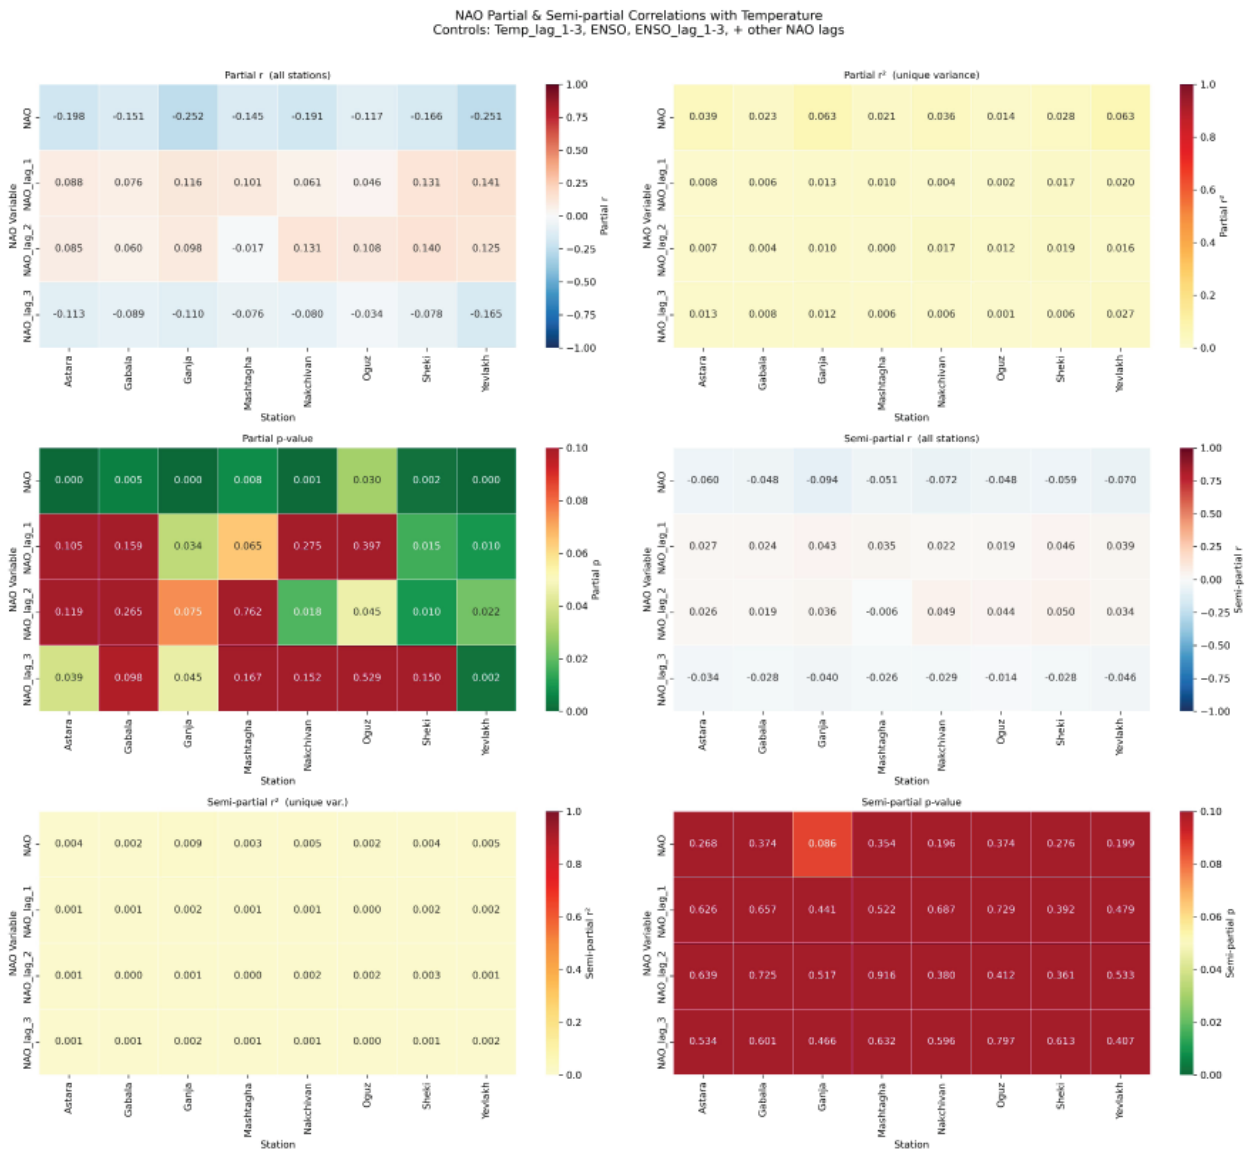 NAO Partial & Semi-partial Correlations with Temperature
Controls: Temp_lag_1-3, ENSO, ENSO_lag_1-3, + other NAO lags
Partial r (all stations)
NAO Variable
NAO -0.198 -0.151 -0.252 -0.145 -0.191 -0.117 -0.166 -0.251
NAO_lag_1 0.088 0.076 0.116 0.101 0.061 0.046 0.131 0.141
NAO_lag_2 0.085 0.060 0.098 -0.017 0.131 0.108 0.140 0.125
NAO_lag_3 -0.113 -0.089 -0.110 -0.076 -0.080 -0.034 -0.078 -0.165
Astara Gabala Ganja Mashtagha Nakchivan Oguz Sheki Yevlakh
Station
1.00
0.75
0.50
0.25
0.00
−0.25
−0.50
−0.75
−1.00
Partial r
Partial r² (unique variance)
NAO Variable
NAO 0.039 0.023 0.063 0.021 0.036 0.014 0.028 0.063
NAO_lag_1 0.008 0.006 0.013 0.010 0.004 0.002 0.017 0.020
NAO_lag_2 0.007 0.004 0.010 0.000 0.017 0.012 0.019 0.016
NAO_lag_3 0.013 0.008 0.012 0.006 0.006 0.001 0.006 0.027
Astara Gabala Ganja Mashtagha Nakchivan Oguz Sheki Yevlakh
Station
1.0
0.8
0.6
0.4
0.2
0.0
Partial r²
Partial p-value
NAO Variable
NAO 0.000 0.005 0.000 0.008 0.001 0.030 0.002 0.000
NAO_lag_1 0.105 0.159 0.034 0.065 0.275 0.397 0.015 0.010
NAO_lag_2 0.119 0.265 0.075 0.762 0.018 0.045 0.010 0.022
NAO_lag_3 0.039 0.098 0.045 0.167 0.152 0.529 0.150 0.002
Astara Gabala Ganja Mashtagha Nakchivan Oguz Sheki Yevlakh
Station
0.10
0.08
0.06
0.04
0.02
0.00
Partial p
Semi-partial r (all stations)
NAO Variable
NAO -0.060 -0.048 -0.094 -0.051 -0.072 -0.048 -0.059 -0.070
NAO_lag_1 0.027 0.024 0.043 0.035 0.022 0.019 0.046 0.039
NAO_lag_2 0.026 0.019 0.036 -0.006 0.049 0.044 0.050 0.034
NAO_lag_3 -0.034 -0.028 -0.040 -0.026 -0.029 -0.014 -0.028 -0.046
Astara Gabala Ganja Mashtagha Nakchivan Oguz Sheki Yevlakh
Station
1.00
0.75
0.50
0.25
0.00
−0.25
−0.50
−0.75
−1.00
Semi-partial r
Semi-partial r² (unique var.)
NAO Variable
NAO 0.004 0.002 0.009 0.003 0.005 0.002 0.004 0.005
NAO_lag_1 0.001 0.001 0.002 0.001 0.001 0.000 0.002 0.002
NAO_lag_2 0.001 0.000 0.001 0.000 0.002 0.002 0.003 0.001
NAO_lag_3 0.001 0.001 0.002 0.001 0.001 0.000 0.001 0.002
Astara Gabala Ganja Mashtagha Nakchivan Oguz Sheki Yevlakh
Station
1.0
0.8
0.6
0.4
0.2
0.0
Semi-partial r²
Semi-partial p-value
NAO Variable
NAO 0.268 0.374 0.086 0.354 0.196 0.374 0.276 0.199
NAO_lag_1 0.626 0.657 0.441 0.522 0.687 0.729 0.392 0.479
NAO_lag_2 0.639 0.725 0.517 0.916 0.380 0.412 0.361 0.533
NAO_lag_3 0.534 0.601 0.466 0.632 0.596 0.797 0.613 0.407
Astara Gabala Ganja Mashtagha Nakchivan Oguz Sheki Yevlakh
Station
0.10
0.08
0.06
0.04
0.02
0.00
Semi-partial p